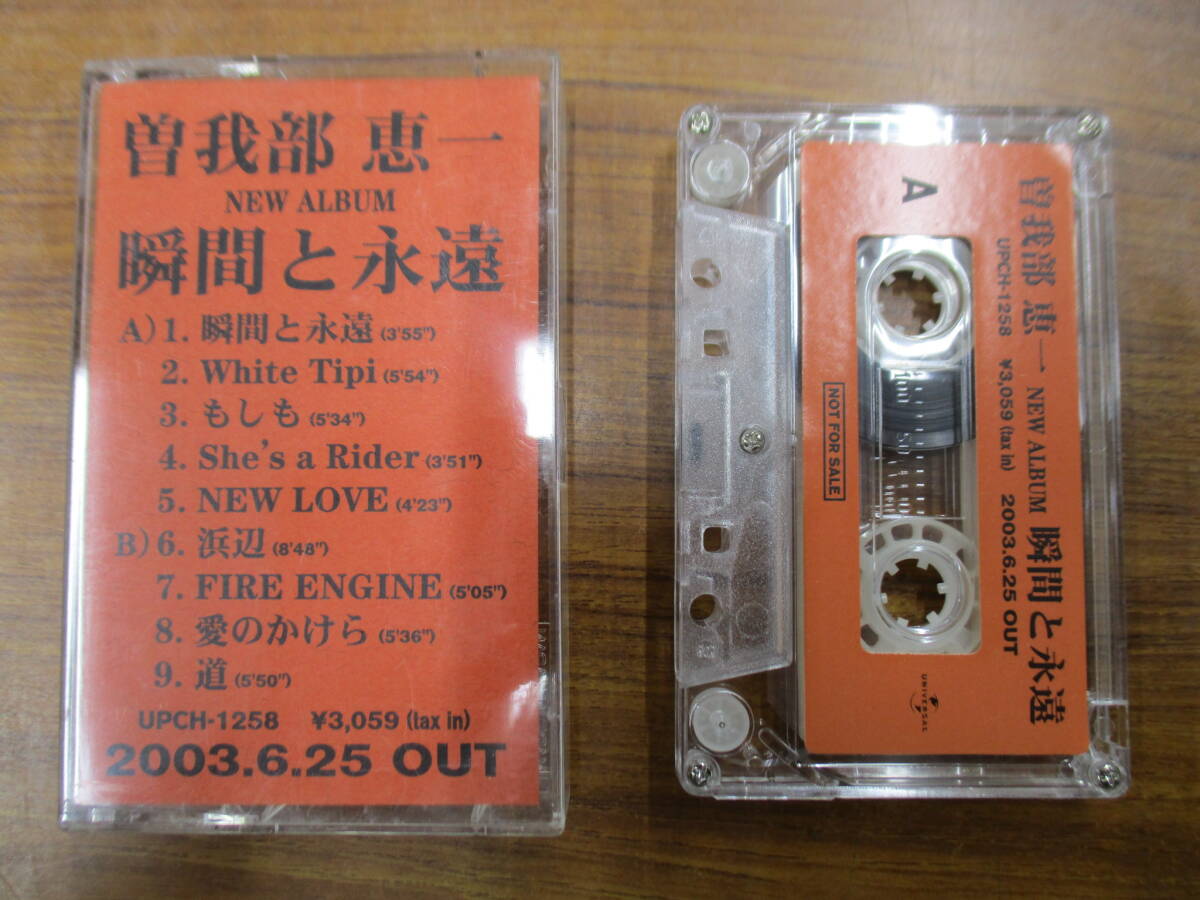 曽我部 恵一
NEW ALBUM
瞬間と永遠
A) 1. 瞬間と永遠 (3'55")
2. White Tipi (5'54")
3. もしも (5'34")
4. She's a Rider (3'51")
5. NEW LOVE (4'23")
B) 6. 浜辺 (8'48")
7. FIRE ENGINE (5'05")
8. 愛のかけら (5'36")
9. 道 (5'50")
UPCH-1258 ¥3,059 (tax in)
2003.6.25 OUT
A
曽我部 恵一 NEW ALBUM 瞬間と永遠
UPCH-1258 ¥3,059 (tax in) 2003.6.25 OUT
100 50 0
NOT FOR SALE
UNIVERSAL